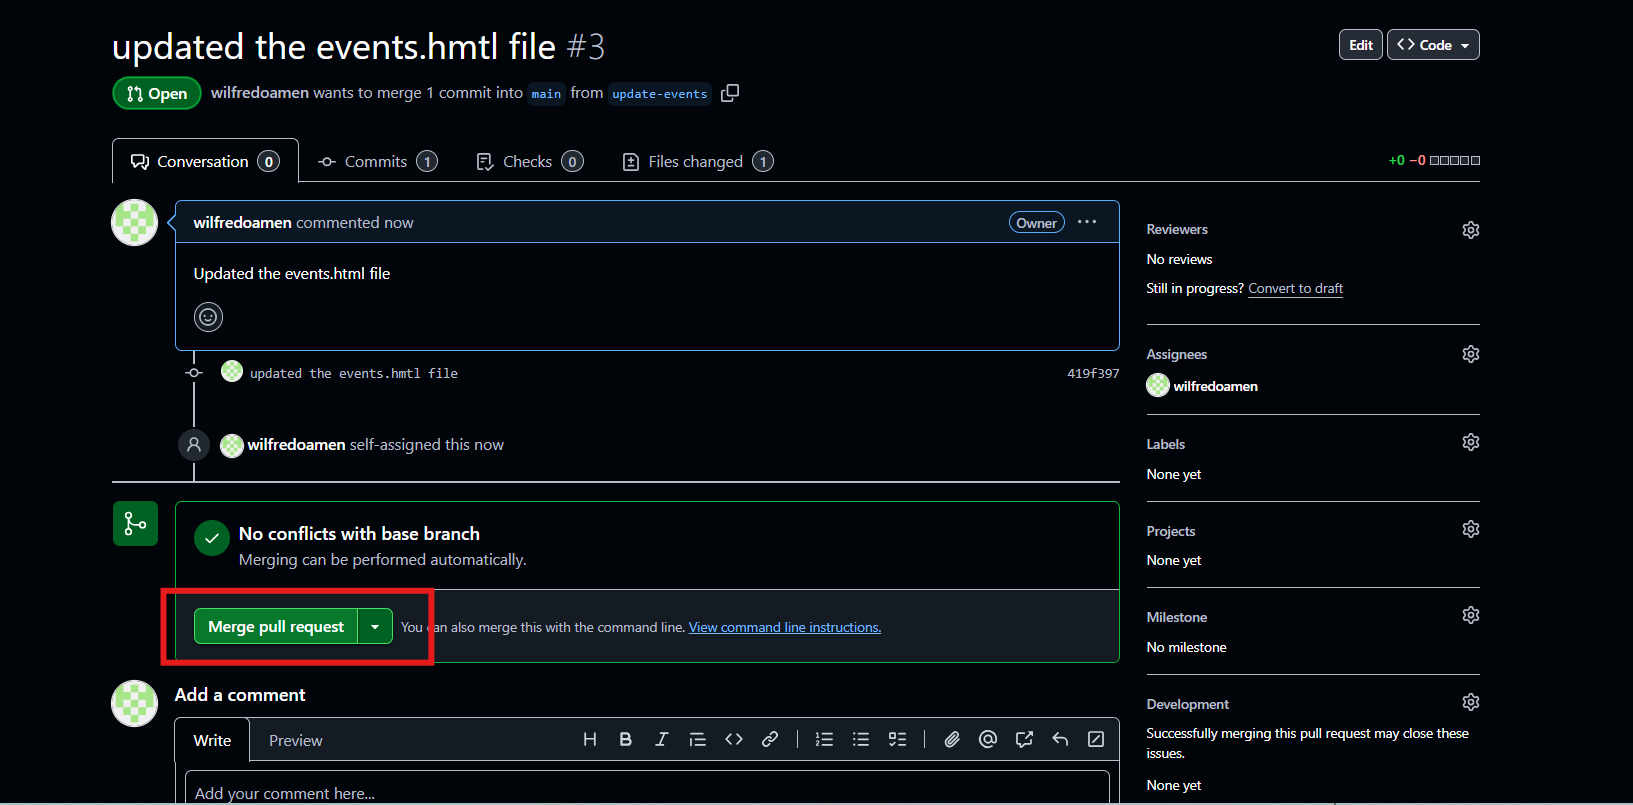 updated the events.hmtl file #3
Edit
Code
Open
wilfredoamen wants to merge 1 commit into main from update-events
Conversation 0
Commits 1
Checks 0
Files changed 1
+0 −0
wilfredoamen commented now
Owner
Updated the events.html file
updated the events.hmtl file
419f397
wilfredoamen self-assigned this now
No conflicts with base branch
Merging can be performed automatically.
Merge pull request
You can also merge this with the command line. View command line instructions.
Add a comment
Write
Preview
Add your comment here...
Reviewers
No reviews
Still in progress? Convert to draft
Assignees
wilfredoamen
Labels
None yet
Projects
None yet
Milestone
No milestone
Development
Successfully merging this pull request may close these
issues.
None yet